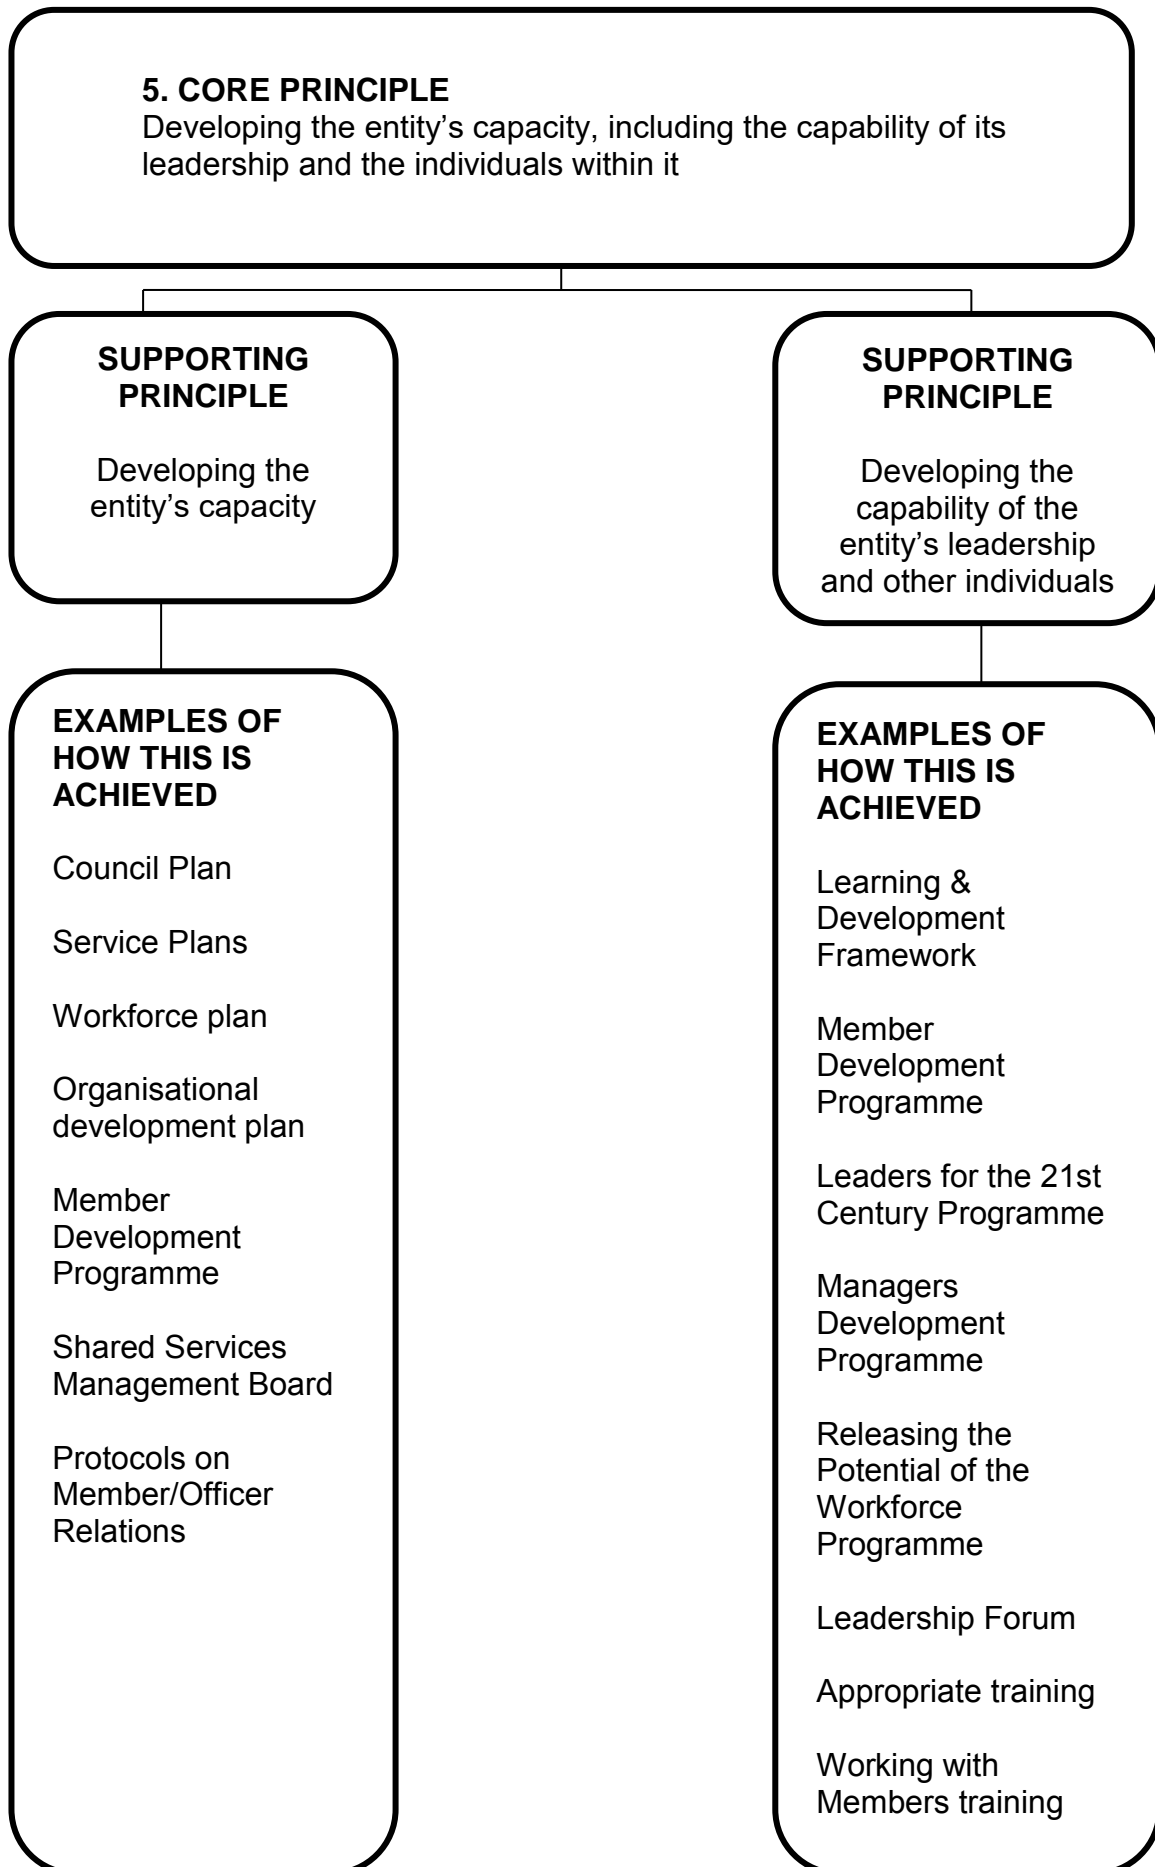 5. CORE PRINCIPLE
Developing the entity’s capacity, including the capability of its
leadership and the individuals within it
SUPPORTING
PRINCIPLE
Developing the
entity’s capacity
SUPPORTING
PRINCIPLE
Developing the
capability of the
entity’s leadership
and other individuals
EXAMPLES OF
HOW THIS IS
ACHIEVED
Council Plan
Service Plans
Workforce plan
Organisational
development plan
Member
Development
Programme
Shared Services
Management Board
Protocols on
Member/Officer
Relations
EXAMPLES OF
HOW THIS IS
ACHIEVED
Learning &
Development
Framework
Member
Development
Programme
Leaders for the 21st
Century Programme
Managers
Development
Programme
Releasing the
Potential of the
Workforce
Programme
Leadership Forum
Appropriate training
Working with
Members training